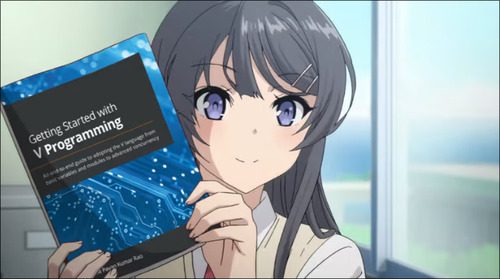 Getting Started with
V Programming
An end-to-end guide to adopting the V language from
basic variables and modules to advanced concurrency
Pavan Kumar Rao